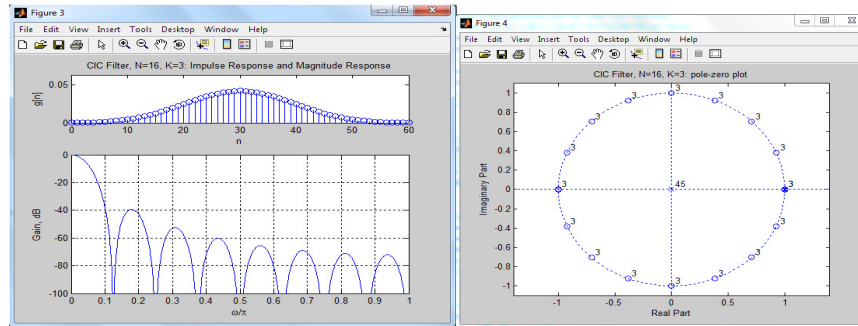 Figure 3
File Edit View Insert Tools Desktop Window Help
CIC Filter, N=16, K=3: Impulse Response and Magnitude Response
g[n]
0.05
0
0 10 20 30 40 50 60
n
Gain, dB
0
-20
-40
-60
-80
-100
0 0.1 0.2 0.3 0.4 0.5 0.6 0.7 0.8 0.9 1
ω/π
Figure 4
File Edit View Insert Tools Desktop Window Help
CIC Filter, N=16, K=3: pole-zero plot
Imaginary Part
1
0.8
0.6
0.4
0.2
0
-0.2
-0.4
-0.6
-0.8
-1
3
3 3
3 3
3 3
3 45 3
3 3
3 3
3 3
3
-1 -0.5 0 0.5 1
Real Part